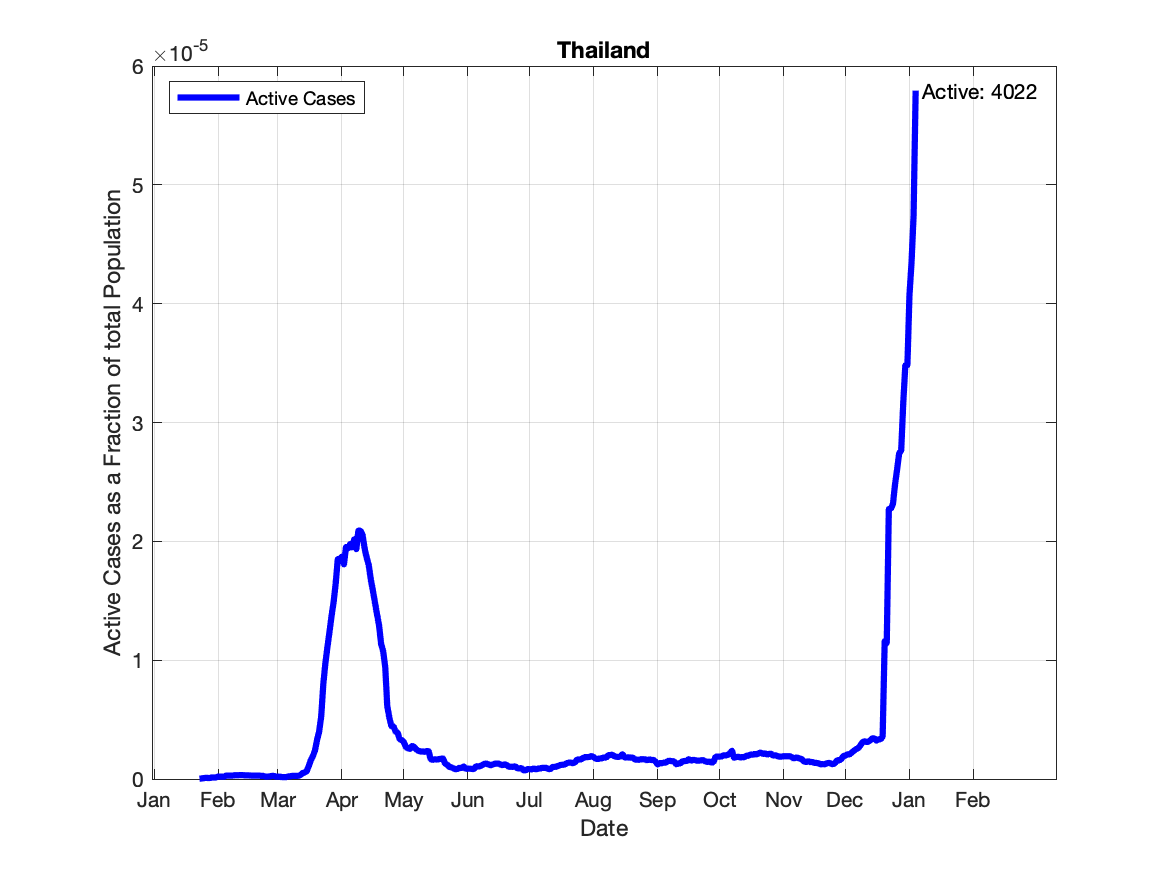 Thailand
×10-5
Active Cases
Active: 4022
6
5
4
3
2
1
0
Active Cases as a Fraction of total Population
Jan Feb Mar Apr May Jun Jul Aug Sep Oct Nov Dec Jan Feb
Date